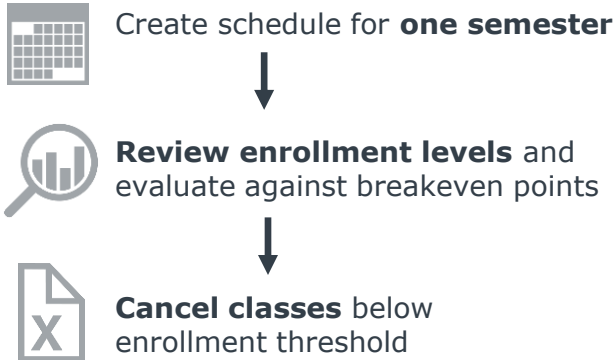 Create schedule for one semester
Review enrollment levels and
evaluate against breakeven points
Cancel classes below
enrollment threshold
X